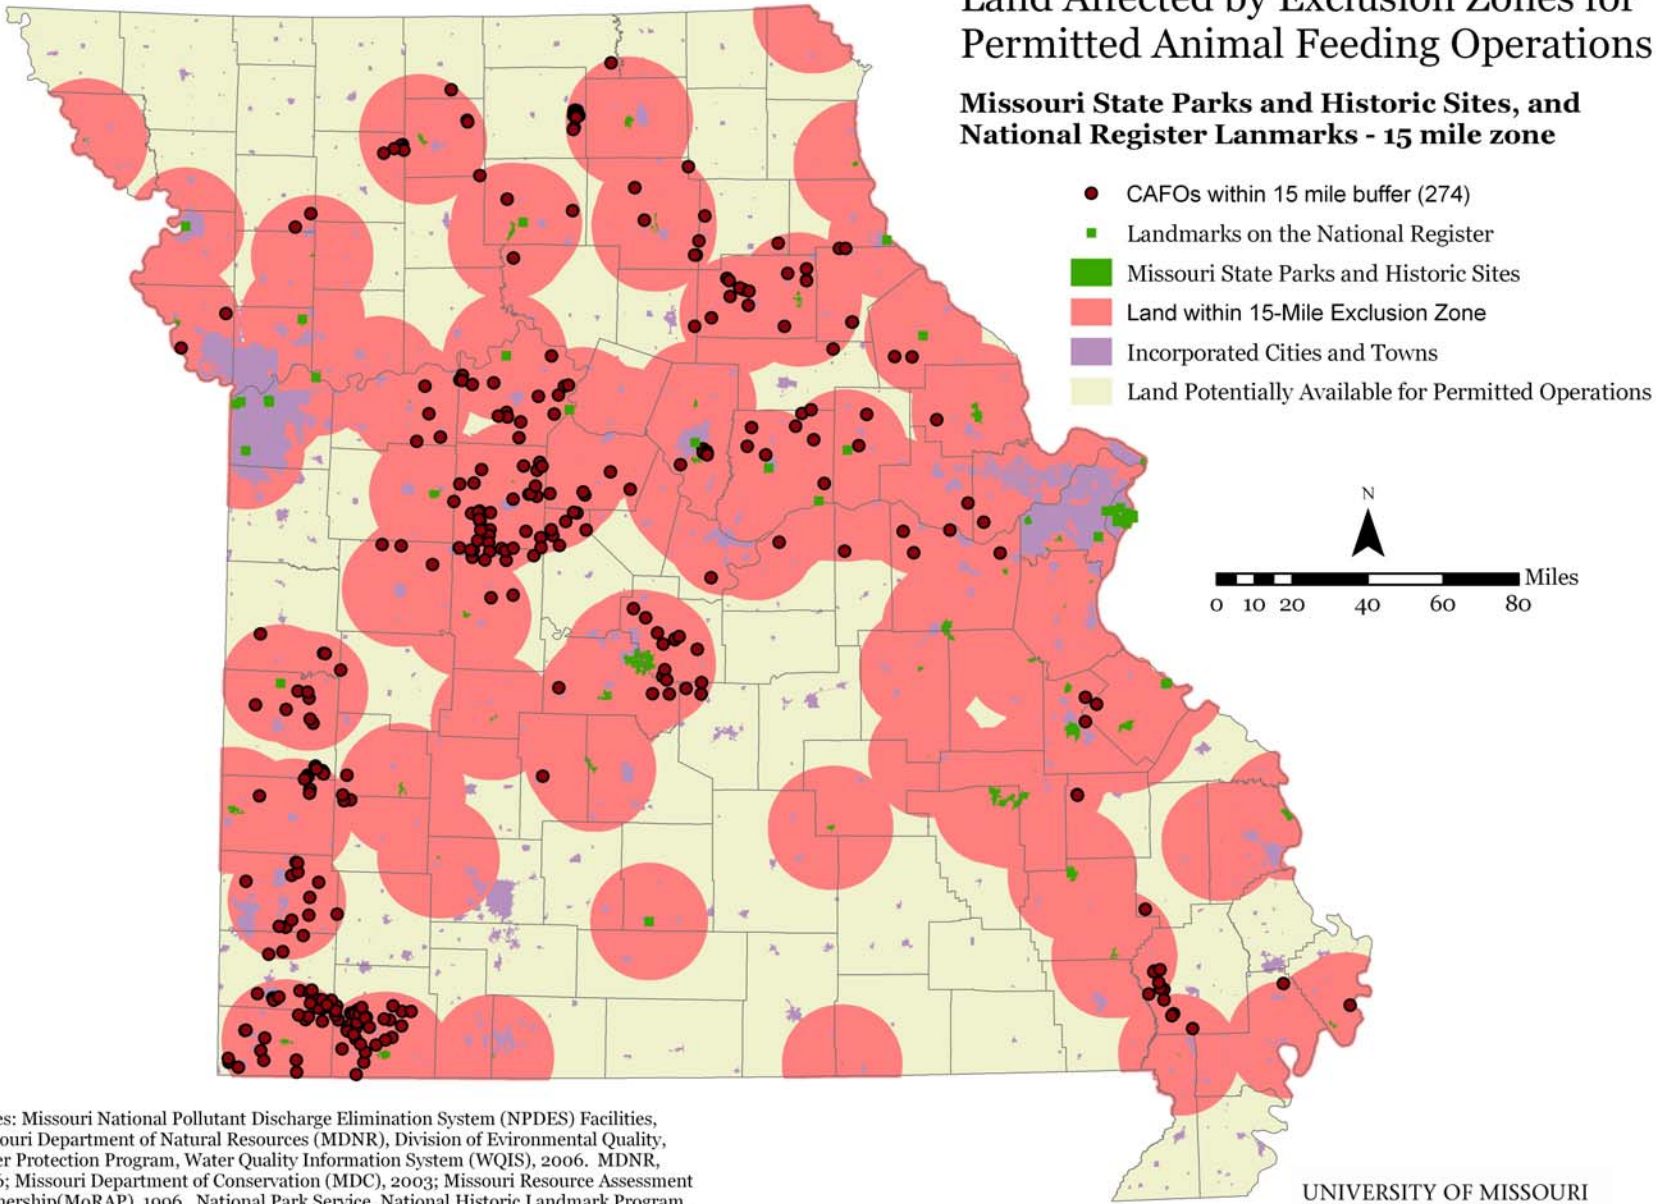 Land Affected by Exclusion Zones for
Permitted Animal Feeding Operations
Missouri State Parks and Historic Sites, and
National Register Lanmarks - 15 mile zone
CAFOs within 15 mile buffer (274)
Landmarks on the National Register
Missouri State Parks and Historic Sites
Land within 15-Mile Exclusion Zone
Incorporated Cities and Towns
Land Potentially Available for Permitted Operations
N
Miles
0 10 20 40 60 80
es: Missouri National Pollutant Discharge Elimination System (NPDES) Facilities,
ouri Department of Natural Resources (MDNR), Division of Evironmental Quality,
er Protection Program, Water Quality Information System (WQIS), 2006. MDNR,
; Missouri Department of Conservation (MDC), 2003; Missouri Resource Assessment
nership(MoRAP), 1996. National Park Service, National Historic Landmark Program
UNIVERSITY OF MISSOURI